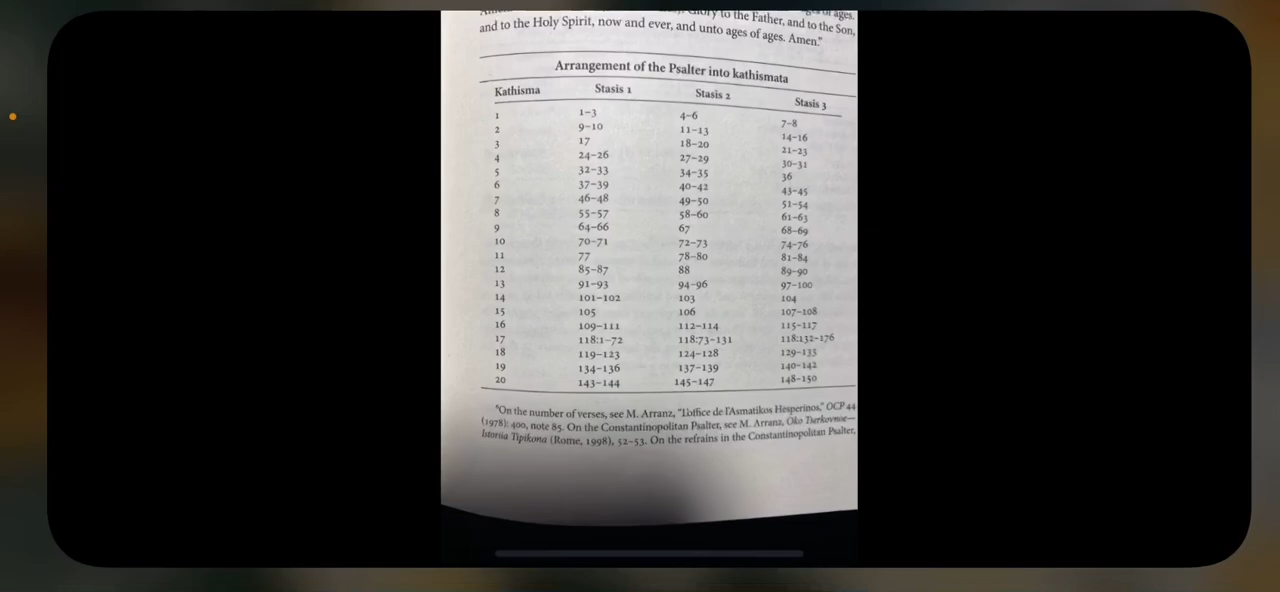 Glory to the Father, and to the Son,
and to the Holy Spirit, now and ever, and unto ages of ages. Amen."
Arrangement of the Psalter into kathismata
Kathisma Stasis 1 Stasis 2 Stasis 3
1 1–3 4–6 7–8
2 9–10 11–13 14–16
3 17 18–20 21–23
4 24–26 27–29 30–31
5 32–33 34–35 36
6 37–39 40–42 43–45
7 46–48 49–50 51–54
8 55–57 58–60 61–63
9 64–66 67 68–69
10 70–71 72–73 74–76
11 77 78–80 81–84
12 85–87 88 89–90
13 91–93 94–96 97–100
14 101–102 103 104
15 105 106 107–108
16 109–111 112–114 115–117
17 118:1–72 118:73–131 118:132–176
18 119–123 124–128 129–133
19 134–136 137–139 140–142
20 143–144 145–147 148–150
On the number of verses, see M. Arranz, "L'office de l'Asmatikos Hesperinos," OCP 44
(1978): 400, note 85. On the Constantinopolitan Psalter, see M. Arranz, Oko Tserkovnoe—
Istoriia Tipikona (Rome, 1998), 52–53. On the refrains in the Constantinopolitan Psalter,